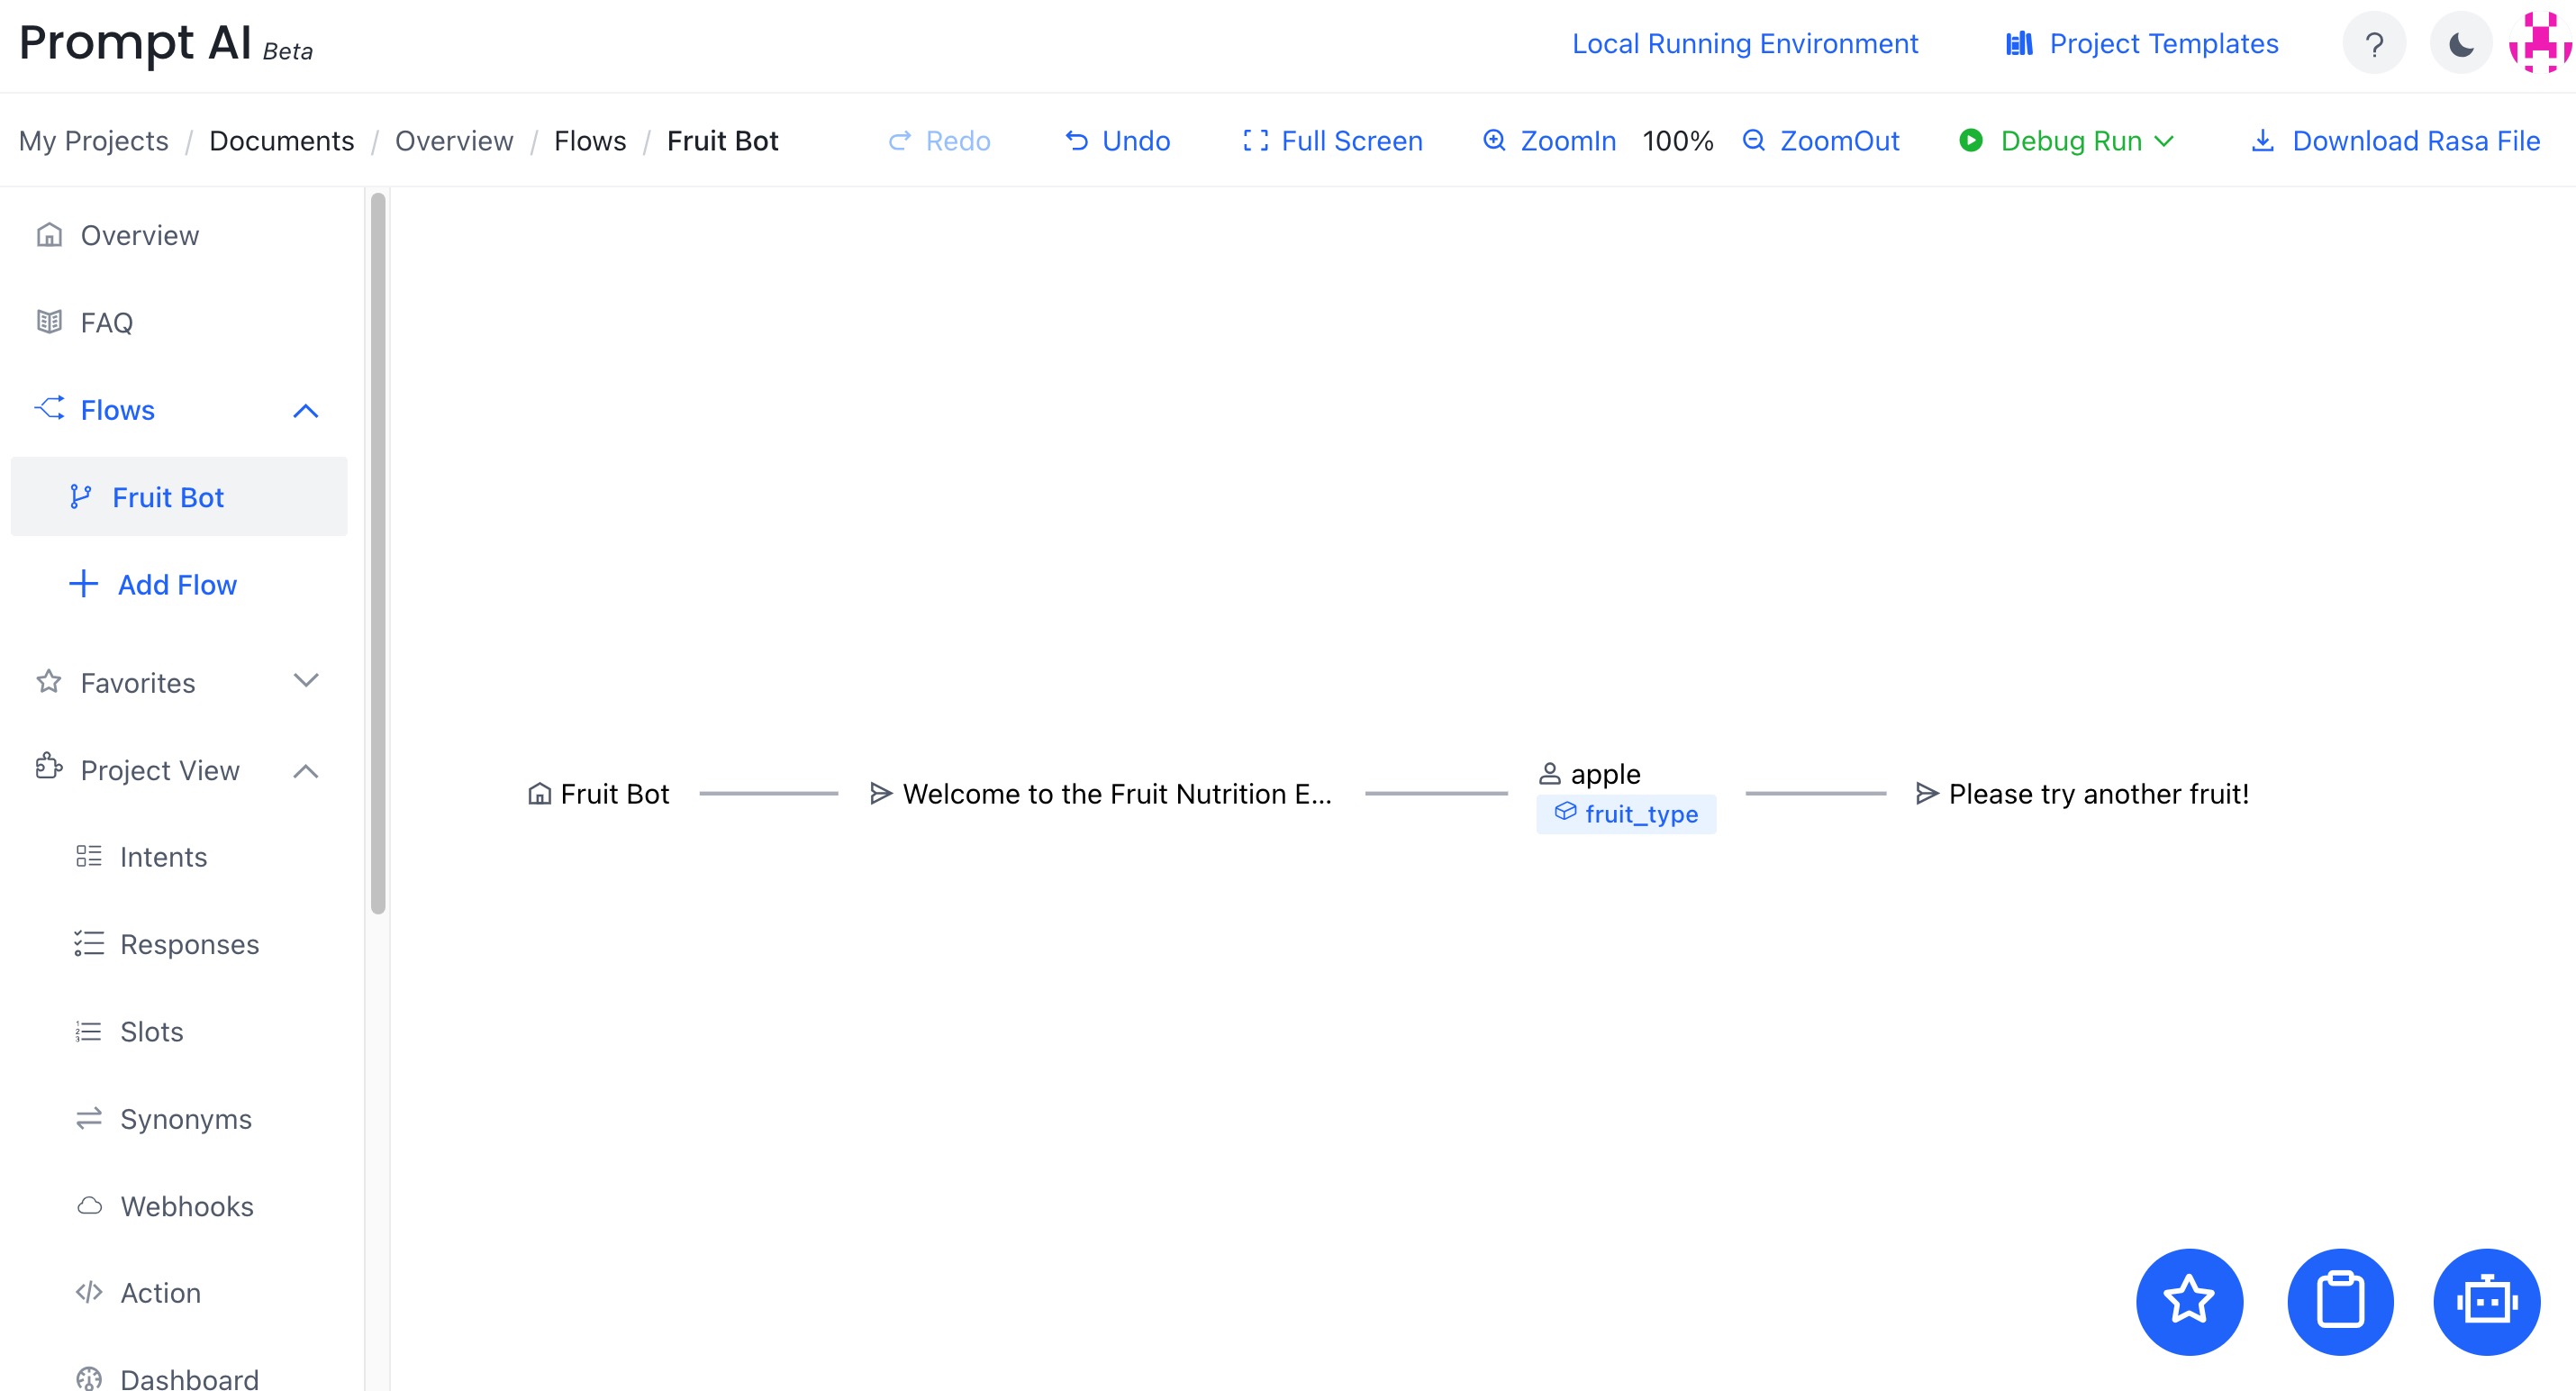 Prompt AI Beta
Local Running Environment
Project Templates
?
My Projects / Documents / Overview / Flows / Fruit Bot
Redo
Undo
Full Screen
ZoomIn 100% ZoomOut
Debug Run
Download Rasa File
Overview
FAQ
Flows
Fruit Bot
Add Flow
Favorites
Project View
Intents
Responses
Slots
Synonyms
Webhooks
Action
Dashboard
Fruit Bot
Welcome to the Fruit Nutrition E...
apple
fruit_type
Please try another fruit!